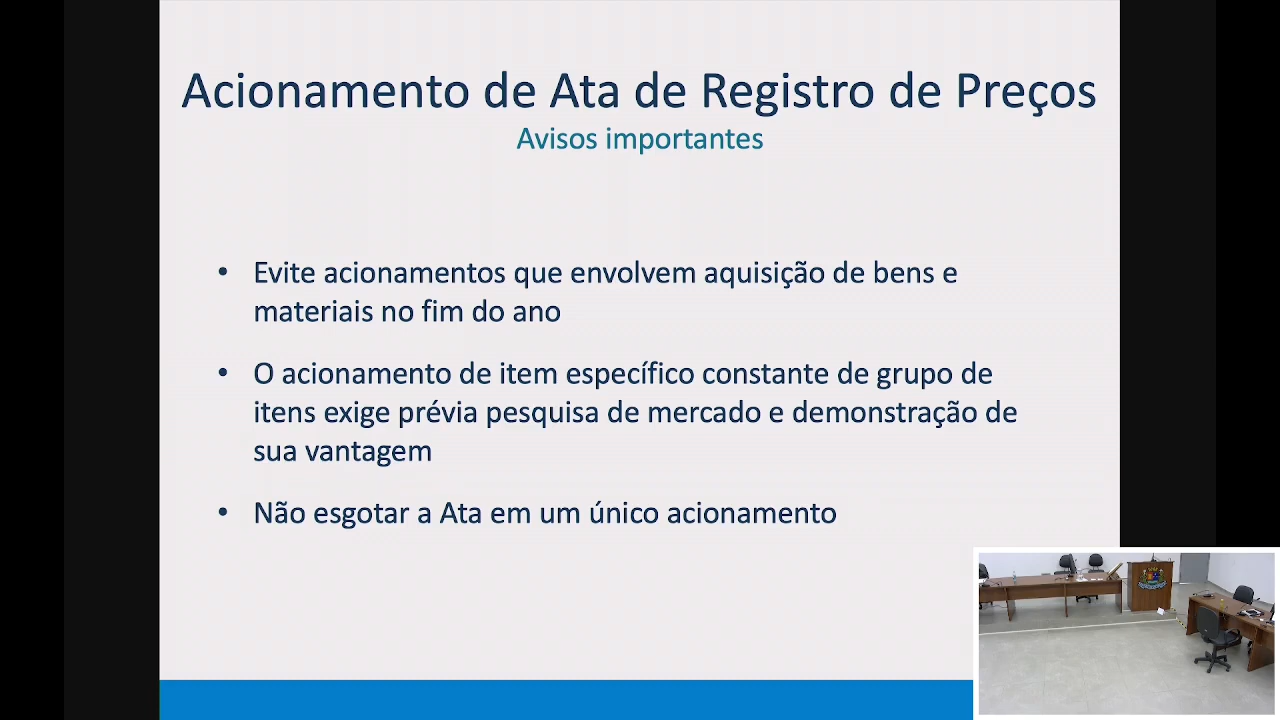 Acionamento de Ata de Registro de Preços
Avisos importantes
• Evite acionamentos que envolvem aquisição de bens e
materiais no fim do ano
• O acionamento de item específico constante de grupo de
itens exige prévia pesquisa de mercado e demonstração de
sua vantagem
• Não esgotar a Ata em um único acionamento